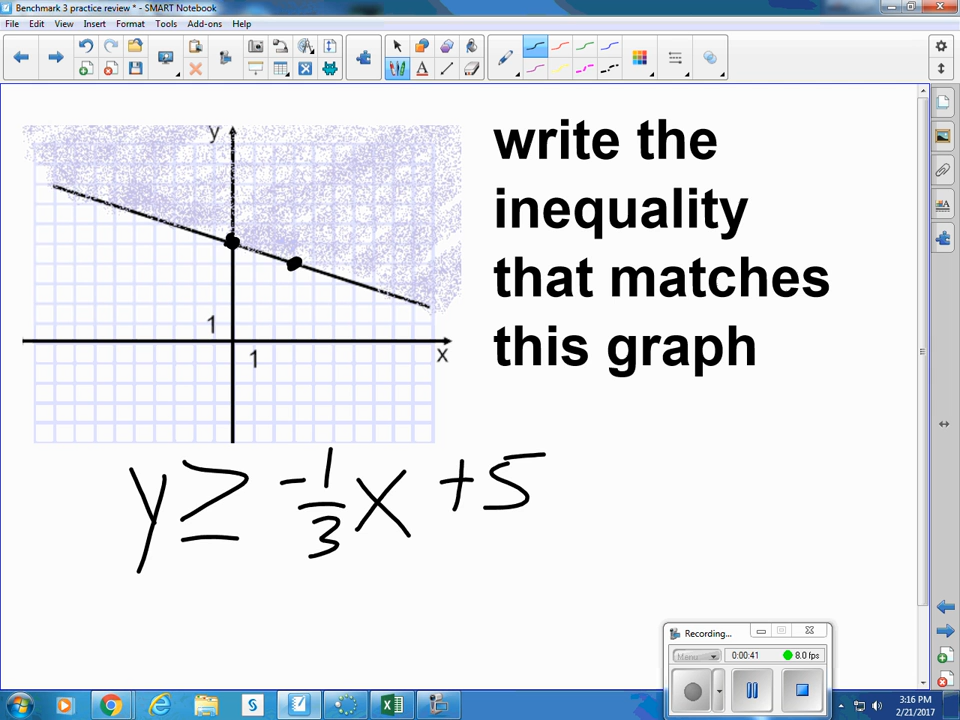 Benchmark 3 practice review * - SMART Notebook
File Edit View Insert Format Tools Add-ons Help
write the
inequality
that matches
this graph
y
1
1
x
y ≥ -1/3 x + 5
Recording...
Menu
0:00:41
8.0 fps
3:16 PM
2/21/2017